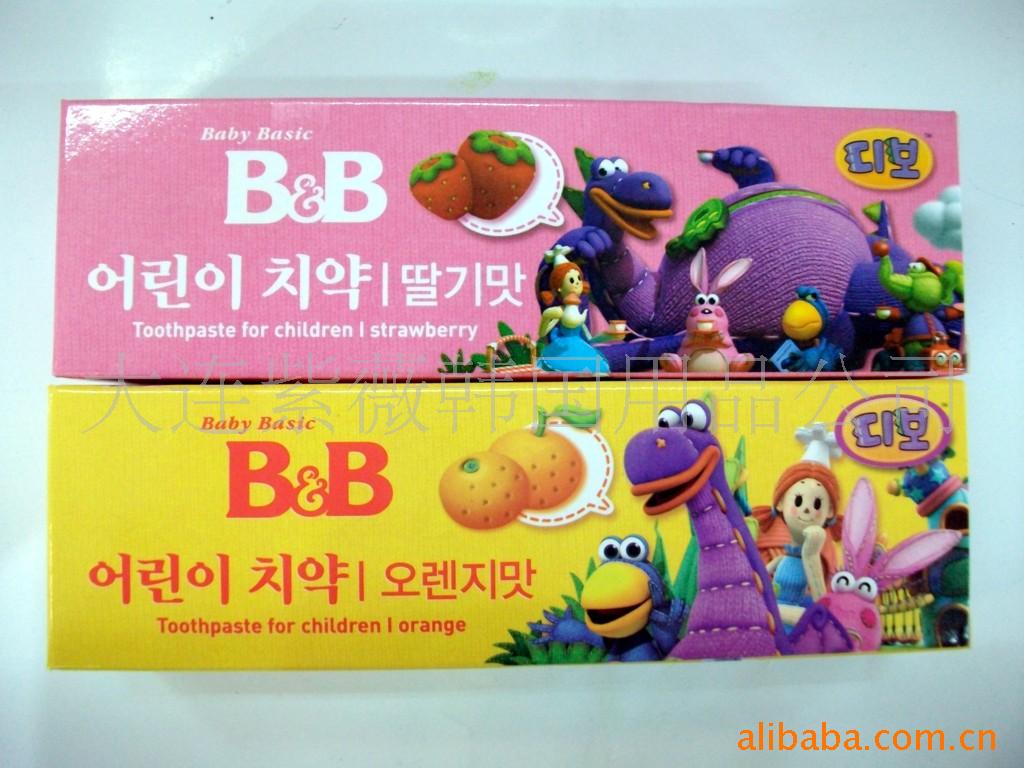 Baby Basic
B&B
디보
TM
어린이 치약 | 딸기맛
Toothpaste for children | strawberry
大连紫薇韩国用品公司
Baby Basic
B&B
디보
어린이 치약 | 오렌지맛
Toothpaste for children | orange
alibaba.com.cn